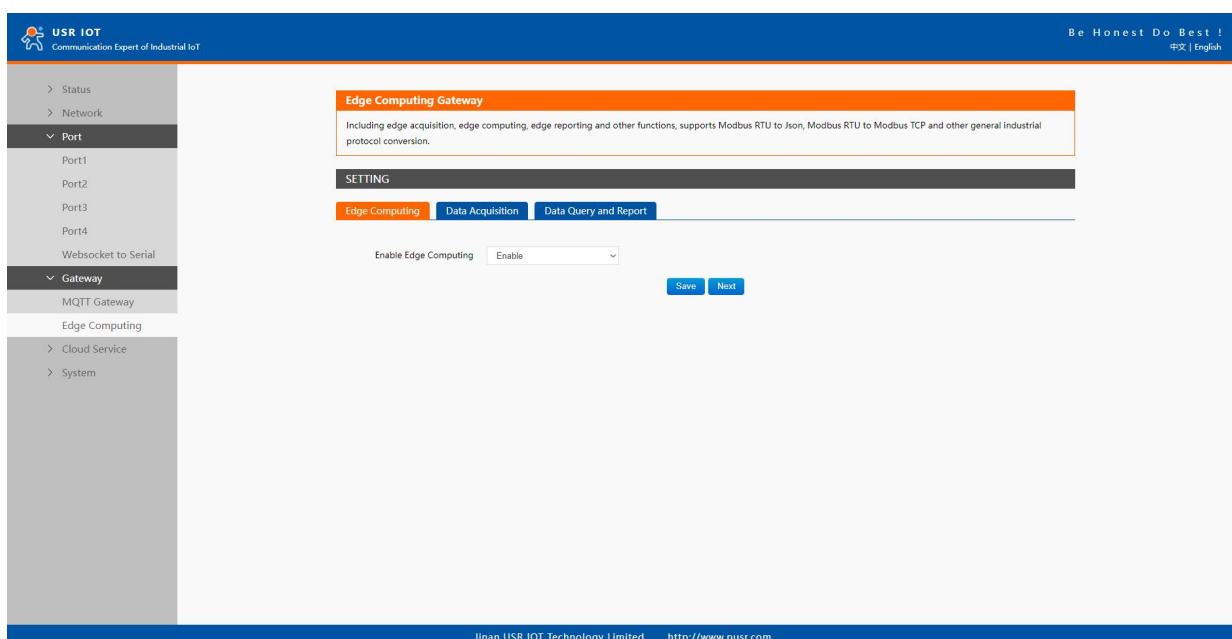 USR IOT
Communication Expert of Industrial IoT
Be Honest Do Best !
中文 | English
Status
Network
Port
Port1
Port2
Port3
Port4
Websocket to Serial
Gateway
MQTT Gateway
Edge Computing
Cloud Service
System
Edge Computing Gateway
Including edge acquisition, edge computing, edge reporting and other functions, supports Modbus RTU to Json, Modbus RTU to Modbus TCP and other general industrial
protocol conversion.
SETTING
Edge Computing Data Acquisition Data Query and Report
Enable Edge Computing Enable
Save Next
Jinan USR IOT Technology Limited http://www.pusr.com